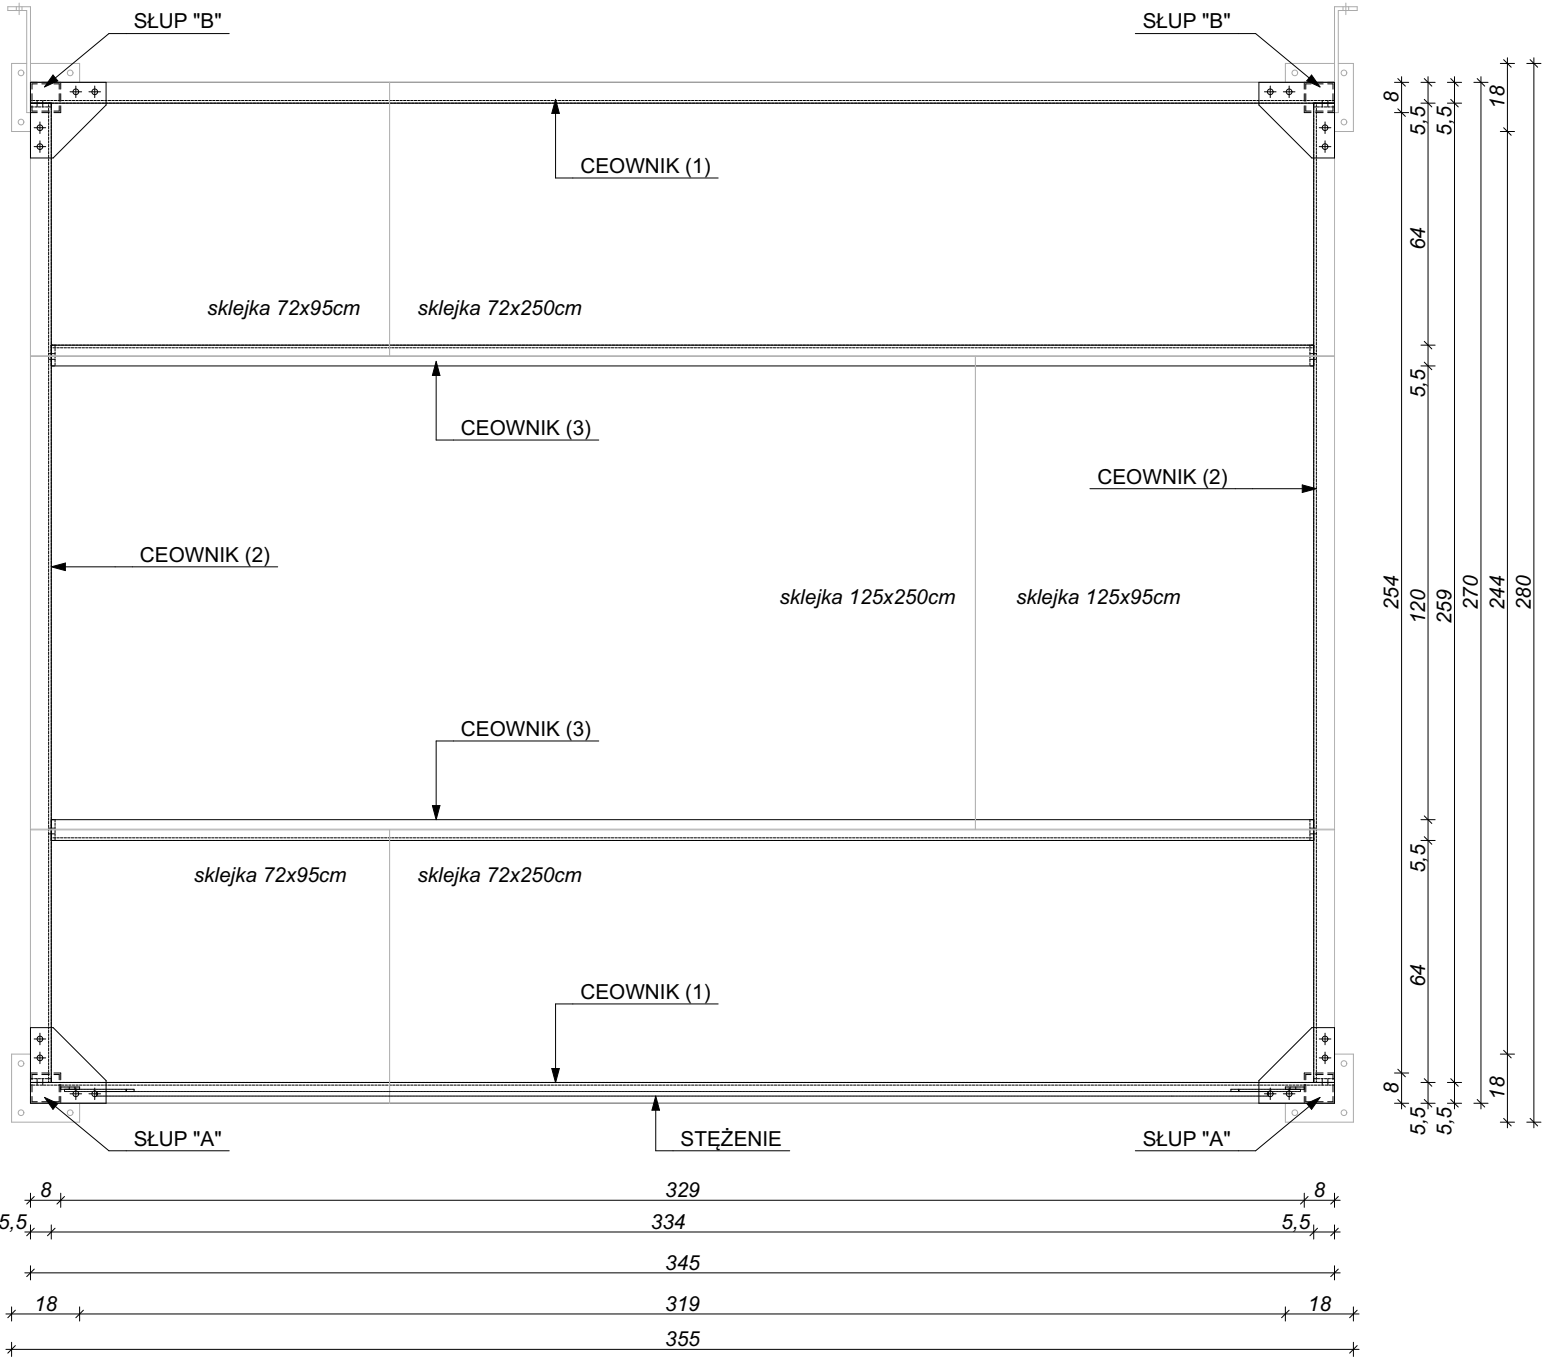 SŁUP "B"
SŁUP "B"
CEOWNIK (1)
sklejka 72x95cm
sklejka 72x250cm
CEOWNIK (3)
CEOWNIK (2)
CEOWNIK (2)
sklejka 125x250cm
sklejka 125x95cm
CEOWNIK (3)
sklejka 72x95cm
sklejka 72x250cm
CEOWNIK (1)
SŁUP "A"
STĘŻENIE
SŁUP "A"
8
254
8
5,5
64
5,5
120
5,5
64
5,5
5,5
259
5,5
270
18
244
18
280
8
329
8
5,5
334
5,5
345
18
319
18
355